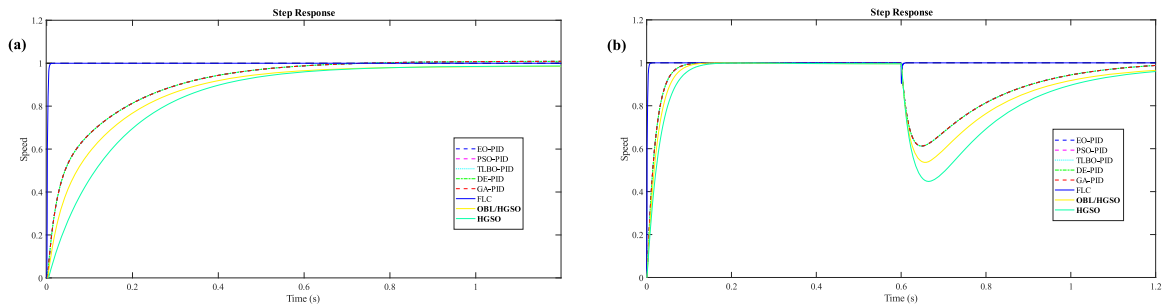 Step Response
(a)
1.2
1
0.8
0.6
0.4
0.2
0
Speed
0
0.2
0.4
0.6
0.8
1
Time (s)
EO-PID
PSO-PID
TLBO-PID
DE-PID
GA-PID
FLC
OBL/HGSO
HGSO
Step Response
(b)
1.2
1
0.8
0.6
0.4
0.2
0
Speed
0
0.2
0.4
0.6
0.8
1
1.2
Time (s)
EO-PID
PSO-PID
TLBO-PID
DE-PID
GA-PID
FLC
OBL/HGSO
HGSO